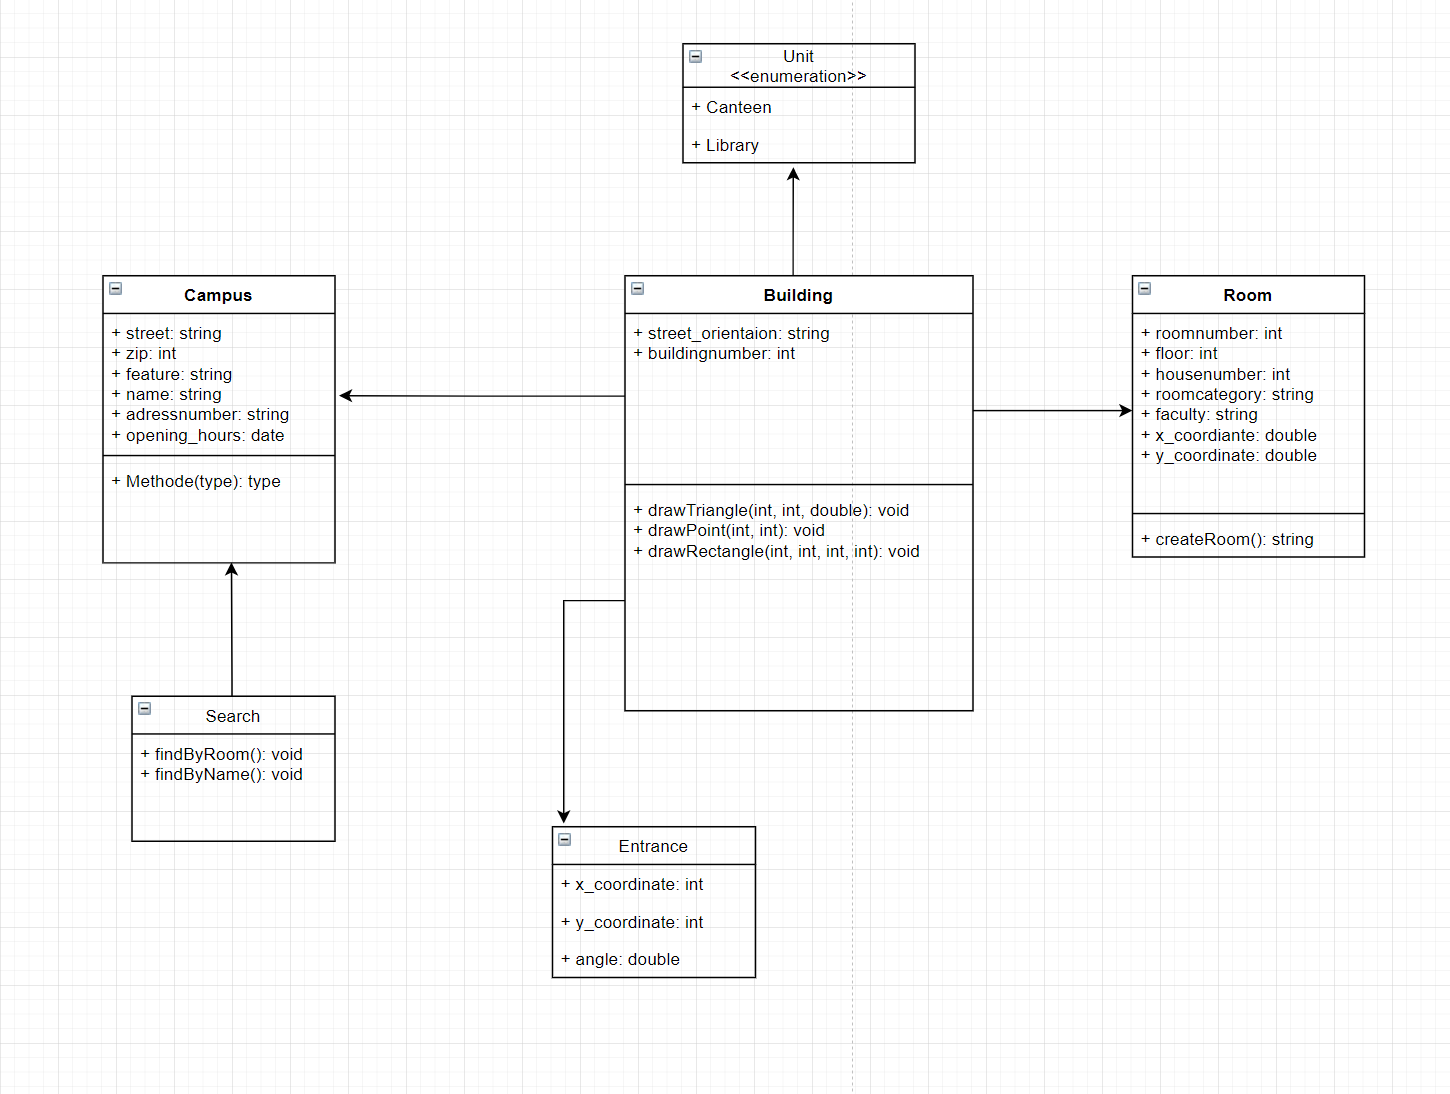 Unit
<<enumeration>>
+ Canteen
+ Library
Campus
+ street: string
+ zip: int
+ feature: string
+ name: string
+ adressnumber: string
+ opening_hours: date
+ Methode(type): type
Building
+ street_orientaion: string
+ buildingnumber: int
+ drawTriangle(int, int, double): void
+ drawPoint(int, int): void
+ drawRectangle(int, int, int, int): void
Room
+ roomnumber: int
+ floor: int
+ housenumber: int
+ roomcategory: string
+ faculty: string
+ x_coordiante: double
+ y_coordinate: double
+ createRoom(): string
Search
+ findByRoom(): void
+ findByName(): void
Entrance
+ x_coordinate: int
+ y_coordinate: int
+ angle: double